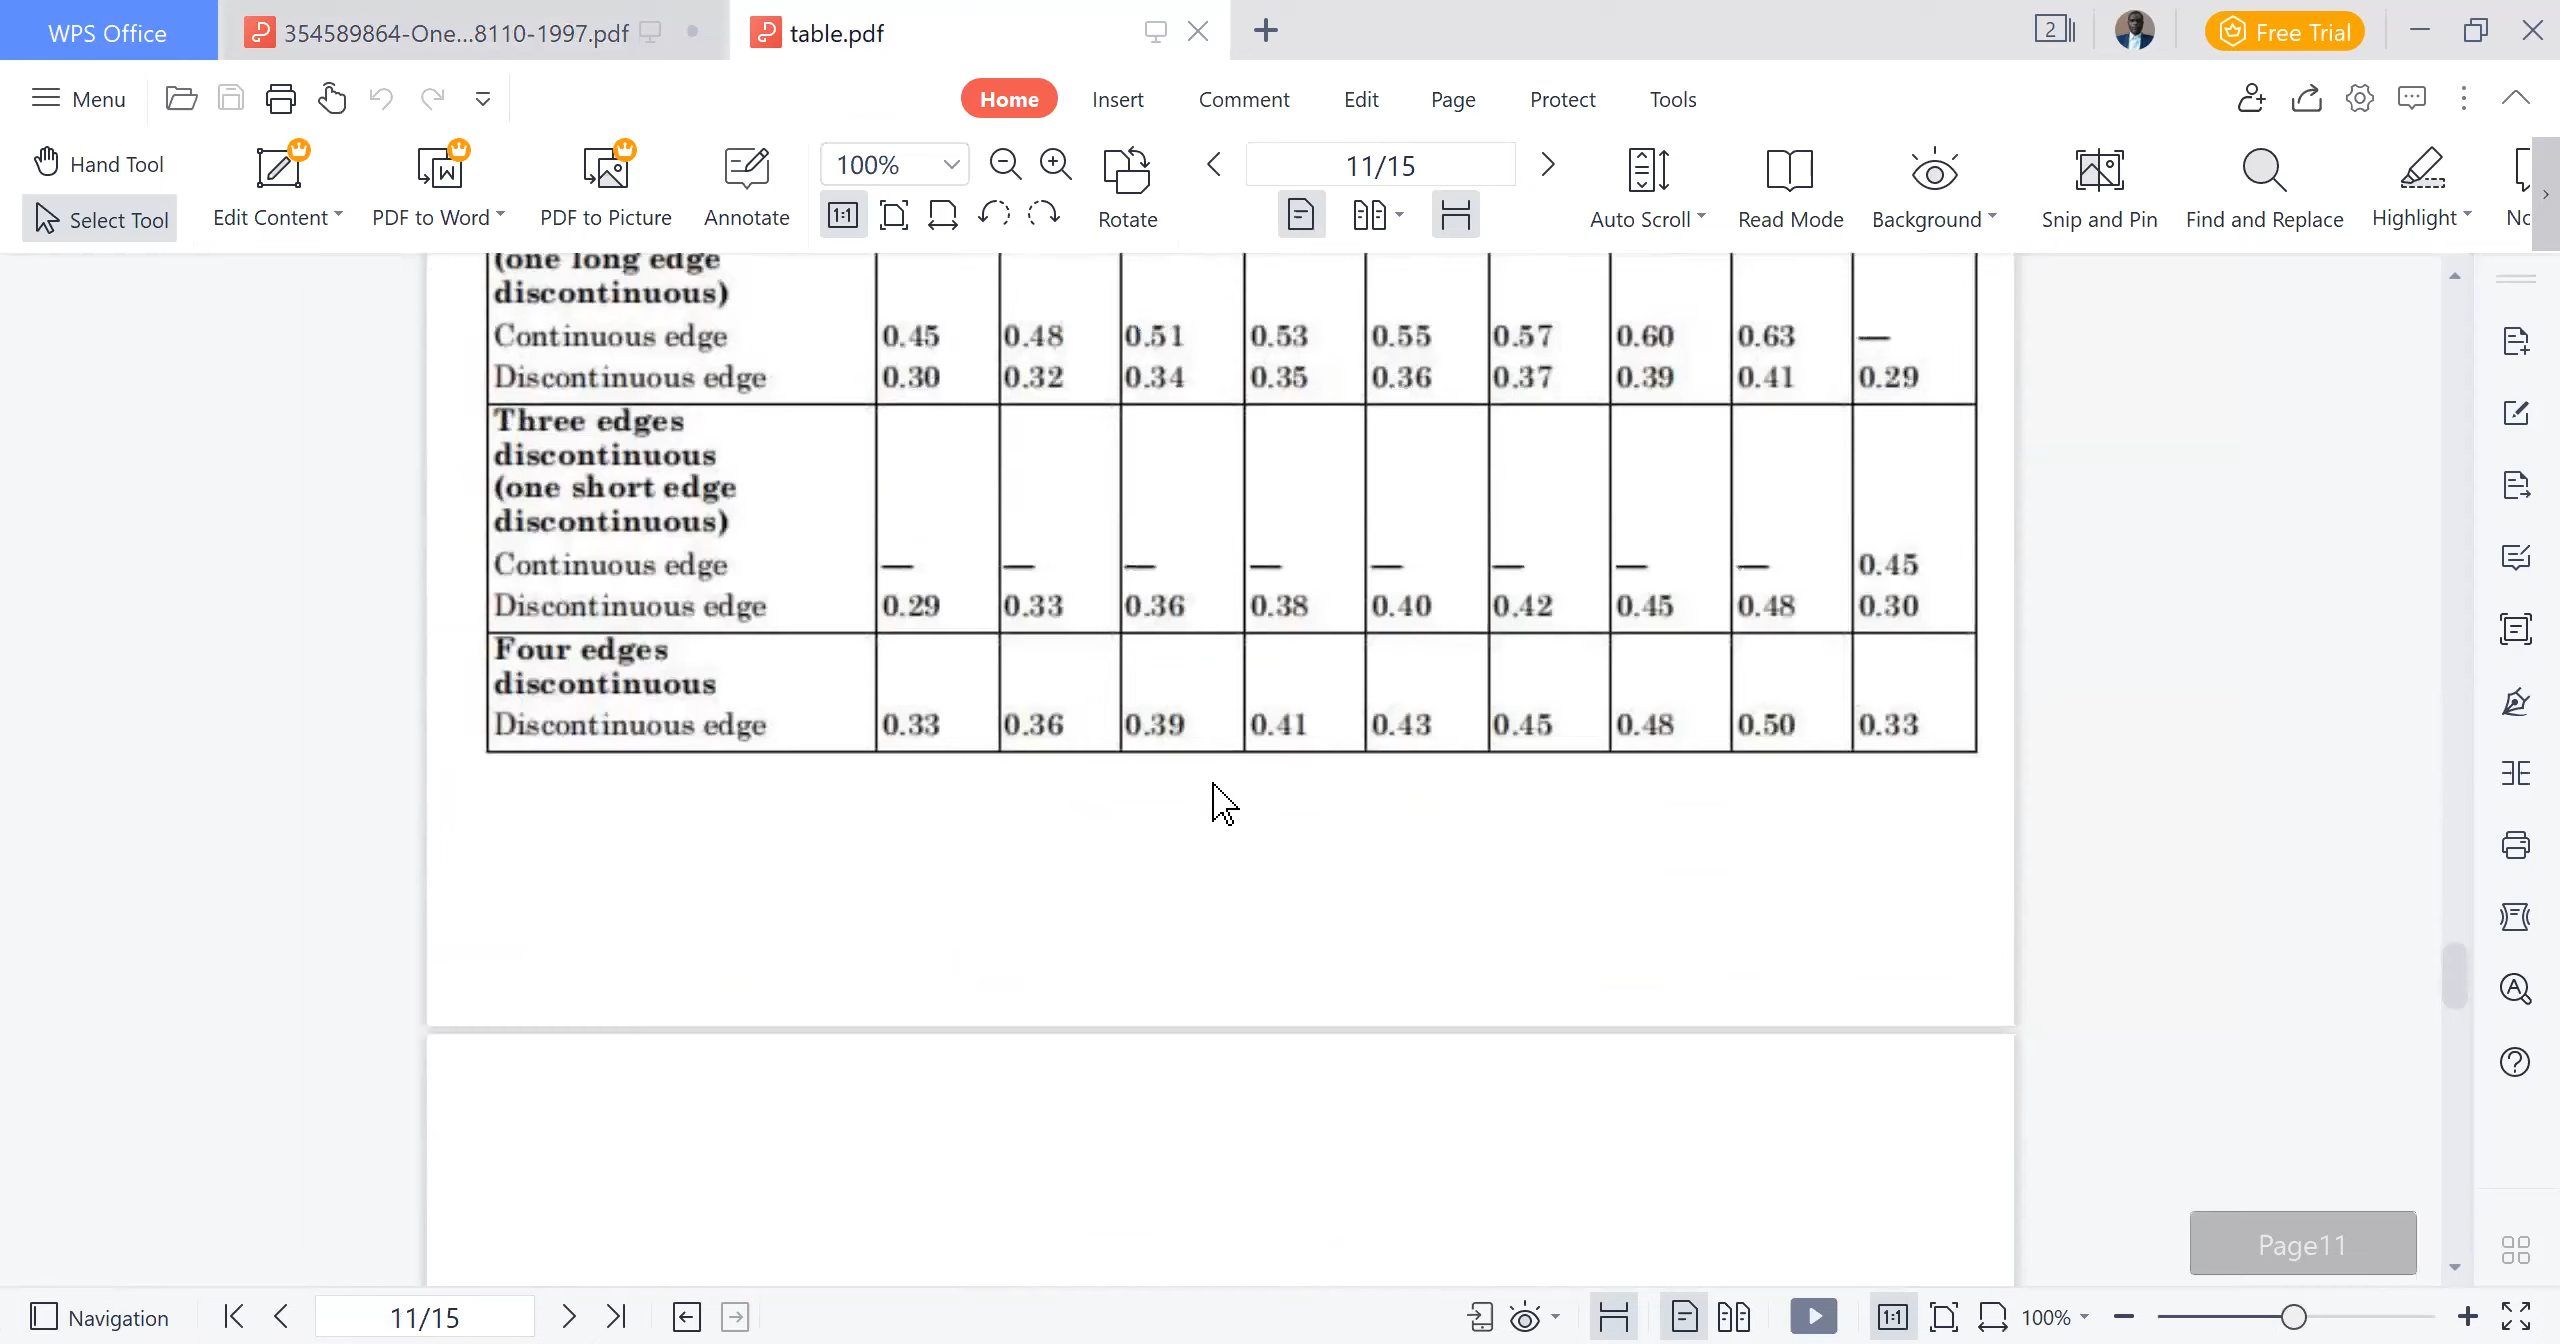 WPS Office 354589864-One...8110-1997.pdf table.pdf 2 Free Trial
Menu Home Insert Comment Edit Page Protect Tools
Hand Tool 100% 11/15
Select Tool Edit Content PDF to Word PDF to Picture Annotate 1:1 Rotate Auto Scroll Read Mode Background Snip and Pin Find and Replace Highlight
(one long edge
discontinuous)
Continuous edge 0.45 0.48 0.51 0.53 0.55 0.57 0.60 0.63 —
Discontinuous edge 0.30 0.32 0.34 0.35 0.36 0.37 0.39 0.41 0.29
Three edges
discontinuous
(one short edge
discontinuous)
Continuous edge — — — — — — — — 0.45
Discontinuous edge 0.29 0.33 0.36 0.38 0.40 0.42 0.45 0.48 0.30
Four edges
discontinuous
Discontinuous edge 0.33 0.36 0.39 0.41 0.43 0.45 0.48 0.50 0.33
Page11
Navigation 11/15 1:1 100%